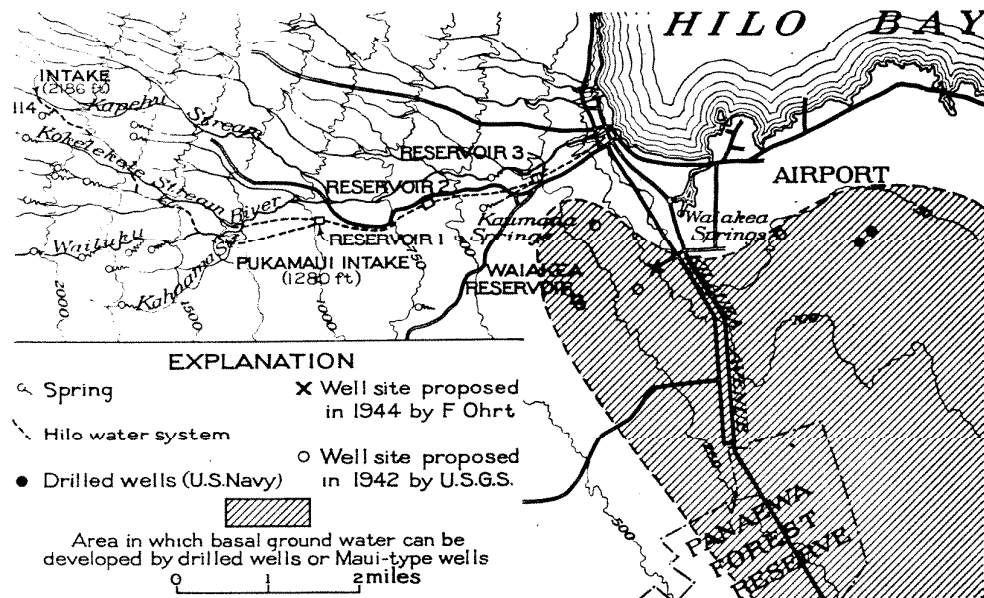 HILO BAY
INTAKE
(2186 ft)
114
Kapehu Stream
Kokelekole Stream
River
Wailuku
RESERVOIR 3
RESERVOIR 2
RESERVOIR 1
PUKAMAUI INTAKE
(1280 ft)
Kaumana
Springs
Waiakea
Springs
AIRPORT
WAIAKEA
RESERVOIR
AVENUE
2000
1500
1000
750
500
100
250
PANAEWA
FOREST
RESERVE
EXPLANATION
Spring
Hilo water system
Drilled wells (U.S.Navy)
Well site proposed
in 1944 by F Ohrt
Well site proposed
in 1942 by U.S.G.S.
Area in which basal ground water can be
developed by drilled wells or Maui-type wells
0 1 2 miles